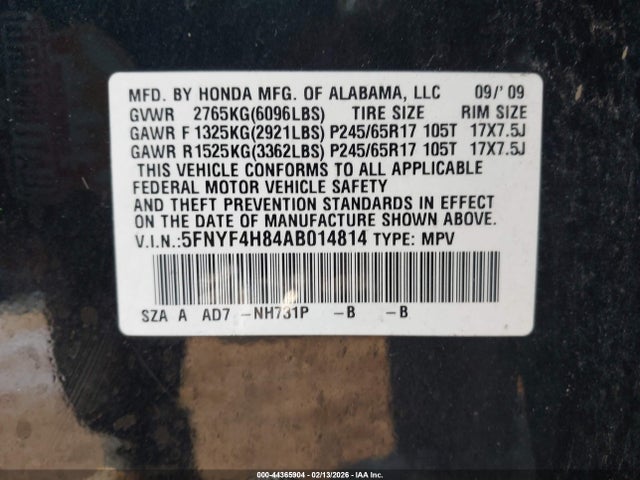 MFD. BY HONDA MFG. OF ALABAMA, LLC 09/' 09
GVWR 2765KG(6096LBS) TIRE SIZE RIM SIZE
GAWR F 1325KG(2921LBS) P245/65R17 105T 17X7.5J
GAWR R 1525KG(3362LBS) P245/65R17 105T 17X7.5J
THIS VEHICLE CONFORMS TO ALL APPLICABLE
FEDERAL MOTOR VEHICLE SAFETY
AND THEFT PREVENTION STANDARDS IN EFFECT
ON THE DATE OF MANUFACTURE SHOWN ABOVE.
V.I.N.:5FNYF4H84AB014814 TYPE: MPV
SZA A AD7 -NH731P -B -B
000-44365904 - 02/13/2026 - IAA Inc.